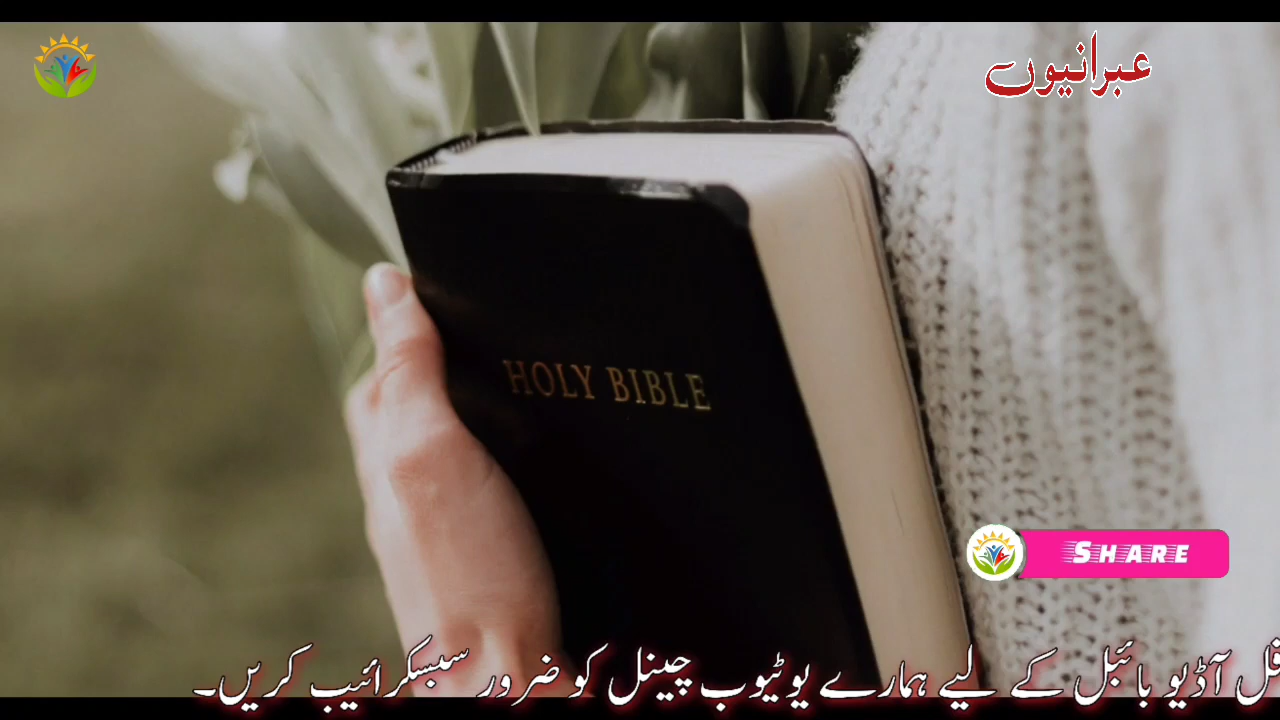 عبرانیوں
HOLY BIBLE
SHARE
آڈیو بائبل کے لیے ہمارے یوٹیوب چینل کو ضرور سبسکرائیب کریں۔